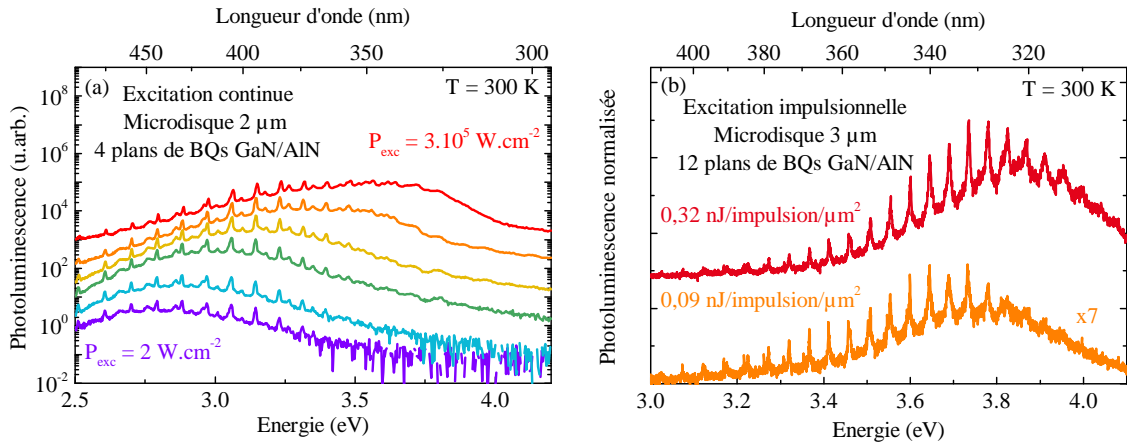 Longueur d'onde (nm)
450 400 350 300
(a)
T = 300 K
Excitation continue
Microdisque 2 µm
4 plans de BQs GaN/AlN
P_exc = 3.10^5 W.cm^-2
P_exc = 2 W.cm^-2
Photoluminescence (u.arb.)
10^8
10^6
10^4
10^2
10^0
10^-2
2.5 3.0 3.5 4.0
Energie (eV)
Longueur d'onde (nm)
400 380 360 340 320
(b)
T = 300 K
Excitation impulsionnelle
Microdisque 3 µm
12 plans de BQs GaN/AlN
0,32 nJ/impulsion/µm^2
0,09 nJ/impulsion/µm^2
x7
Photoluminescence normalisée
3.0 3.2 3.4 3.6 3.8 4.0
Energie (eV)